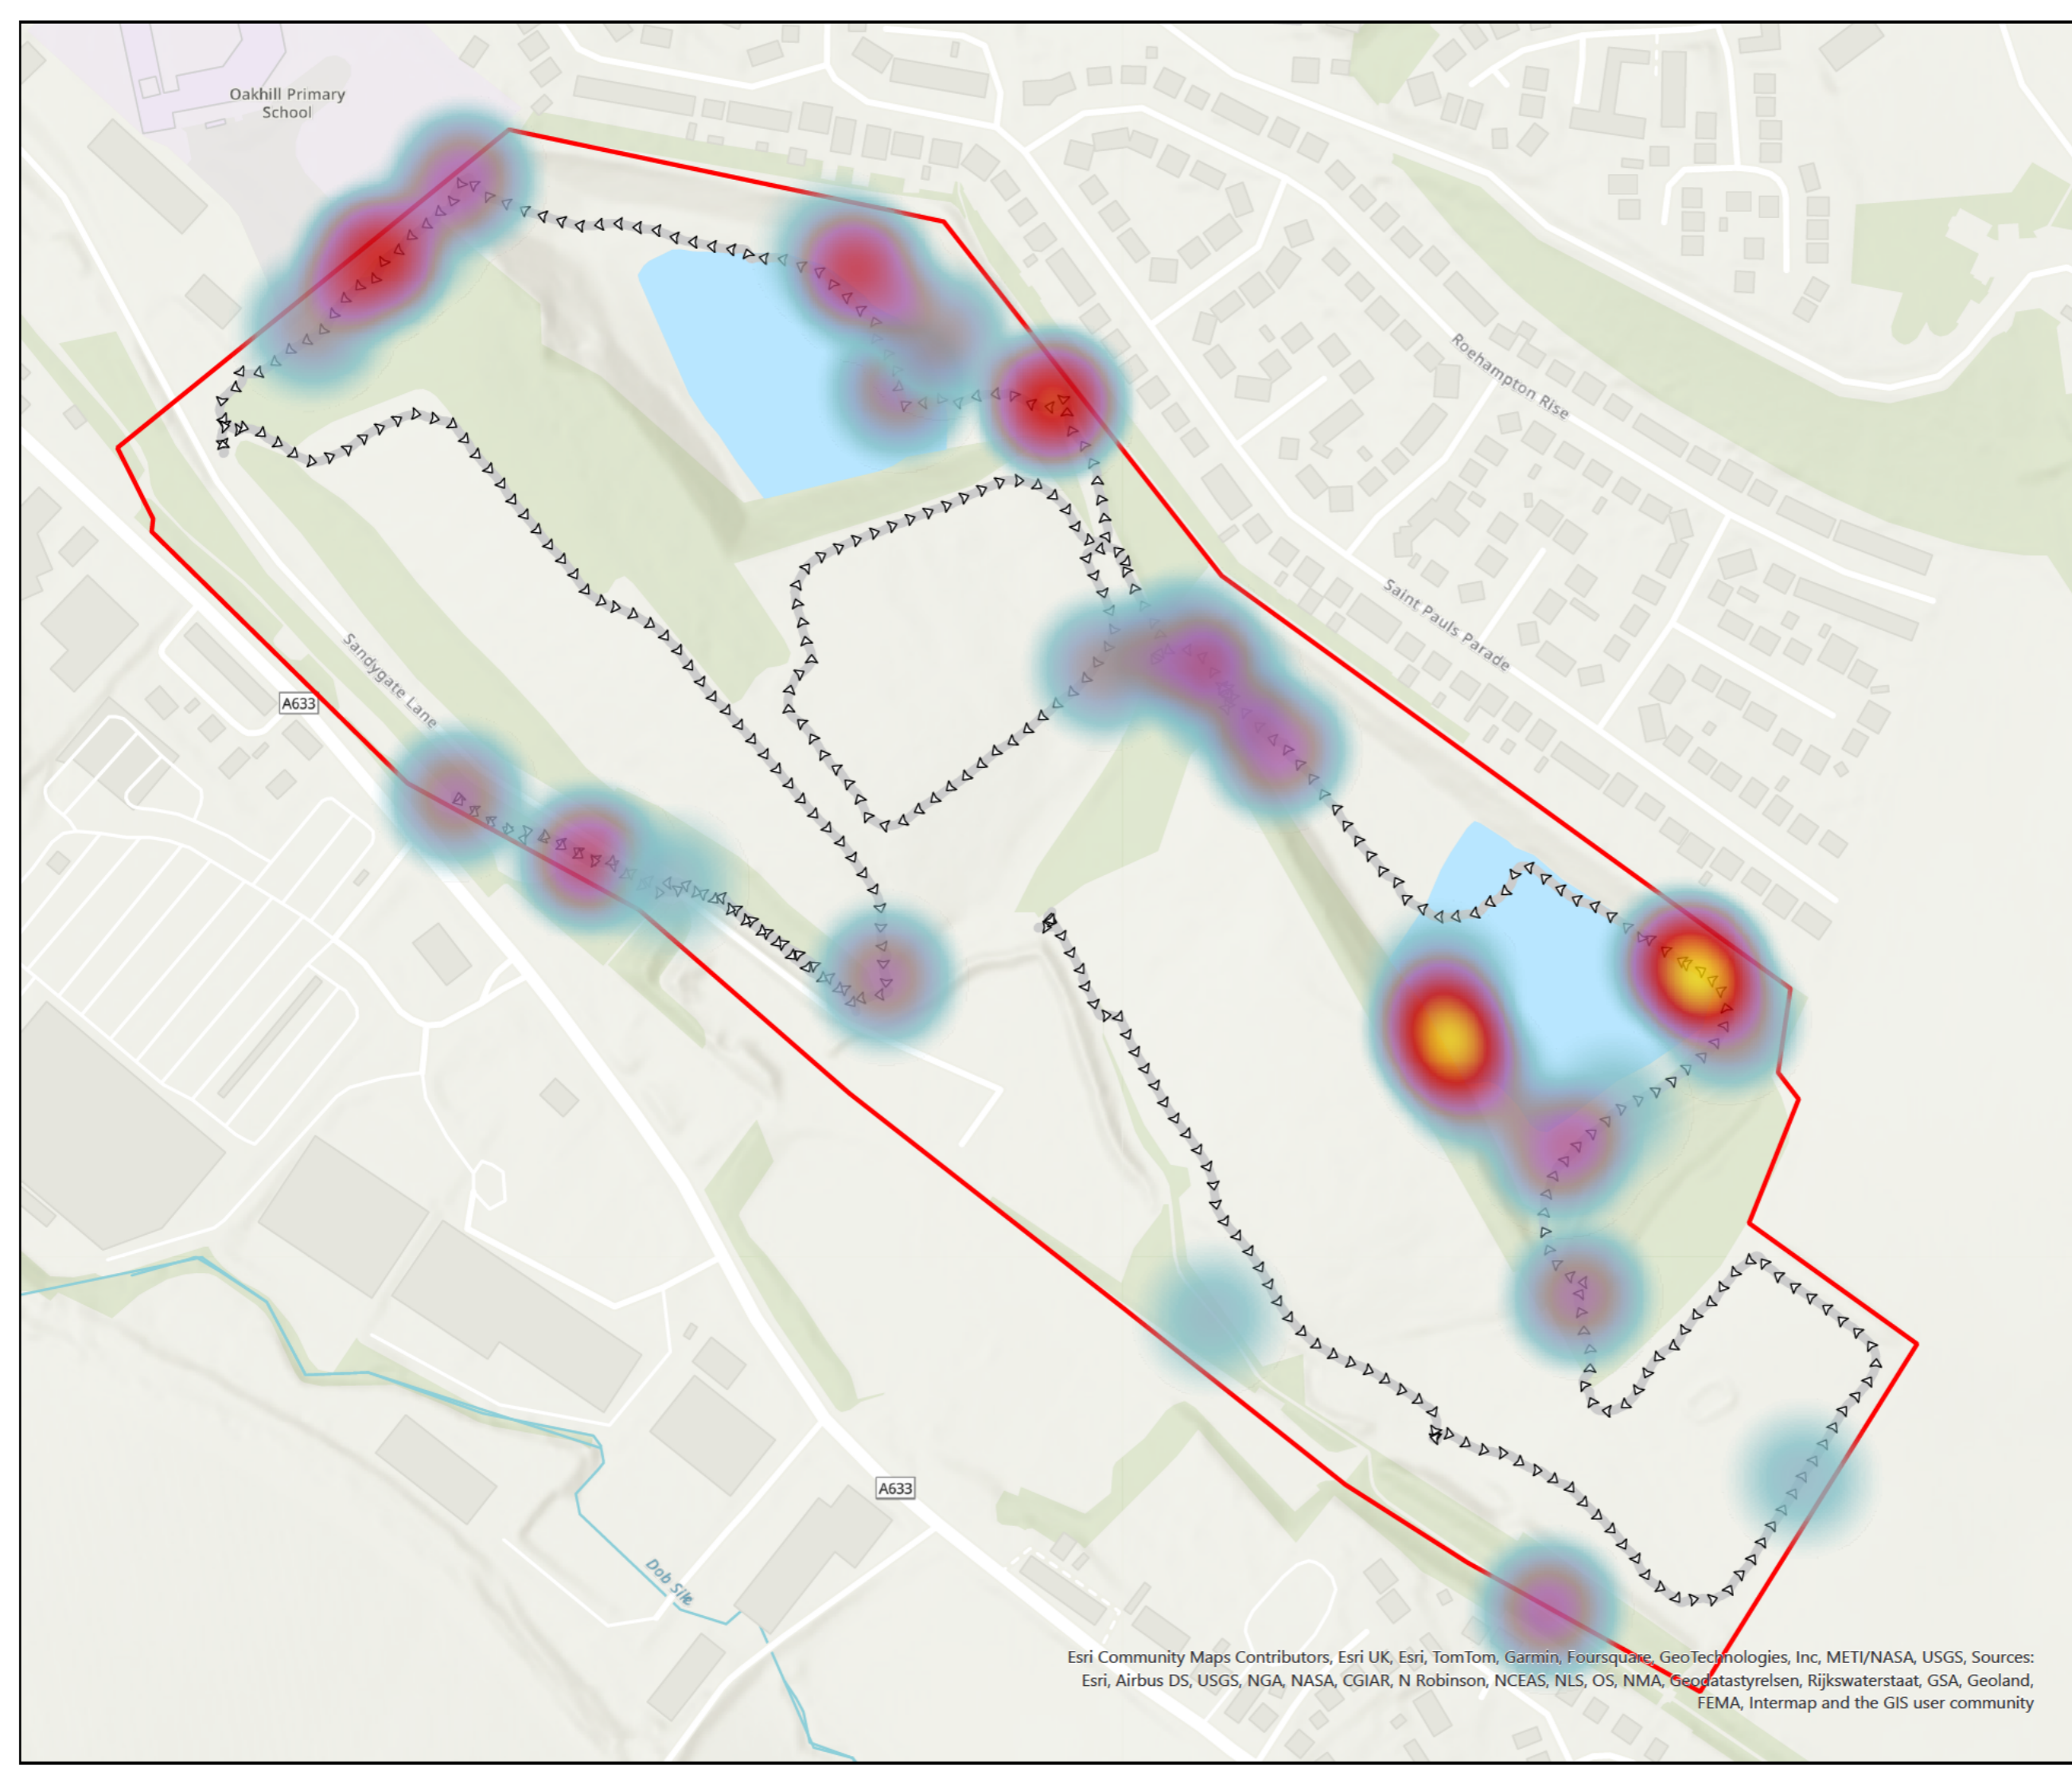 Oakhill Primary
School
Roehampton Rise
Saint Pauls Parade
Sandygate Lane
A633
A633
Dob Sike
Esri Community Maps Contributors, Esri UK, Esri, TomTom, Garmin, Foursquare, GeoTechnologies, Inc, METI/NASA, USGS, Sources:
Esri, Airbus DS, USGS, NGA, NASA, CGIAR, N Robinson, NCEAS, NLS, OS, NMA, Geodatastyrelsen, Rijkswaterstaat, GSA, Geoland,
FEMA, Intermap and the GIS user community